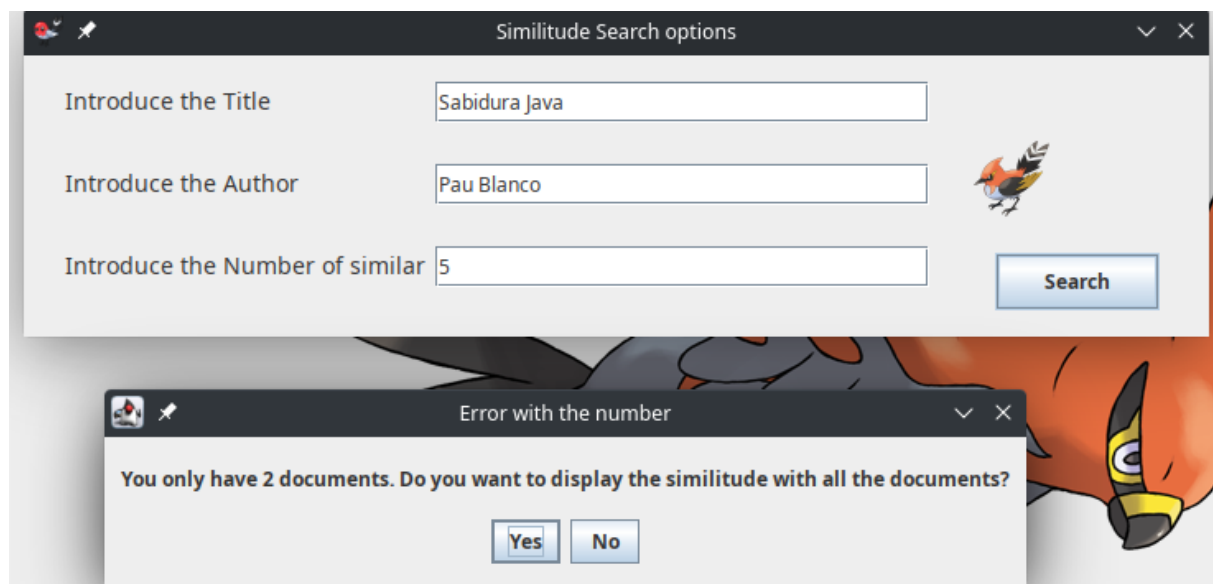 Similitude Search options
Introduce the Title
Sabidura Java
Introduce the Author
Pau Blanco
Introduce the Number of similar
5
Search
Error with the number
You only have 2 documents. Do you want to display the similitude with all the documents?
Yes
No